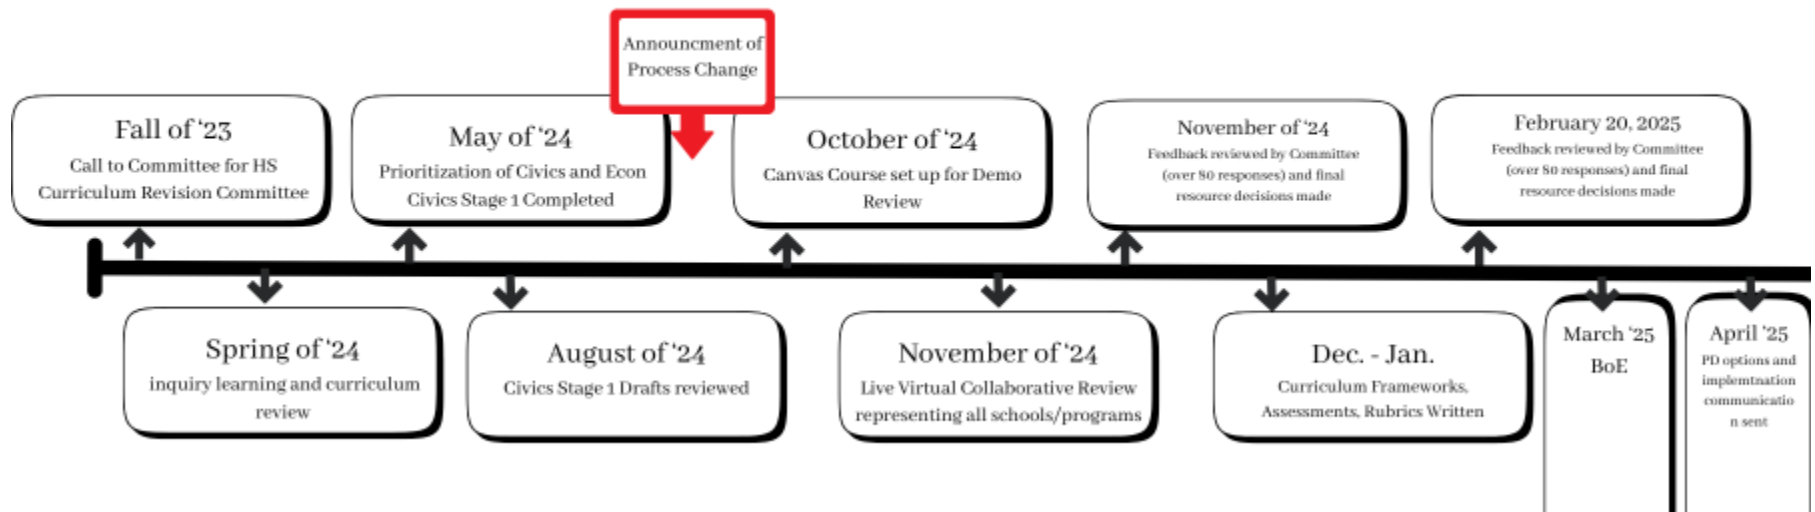 Announcment of
Process Change
Fall of ‘23
Call to Committee for HS
Curriculum Revision Committee
May of ‘24
Prioritization of Civics and Econ
Civics Stage 1 Completed
October of ‘24
Canvas Course set up for Demo
Review
November of ‘24
Feedback reviewed by Committee
(over 80 responses) and final
resource decisions made
February 20, 2025
Feedback reviewed by Committee
(over 80 responses) and final
resource decisions made
Spring of ‘24
inquiry learning and curriculum
review
August of ‘24
Civics Stage 1 Drafts reviewed
November of ‘24
Live Virtual Collaborative Review
representing all schools/programs
Dec. - Jan.
Curriculum Frameworks,
Assessments, Rubrics Written
March ‘25
BoE
April ‘25
PD options and
implemtnation
communicatio
n sent